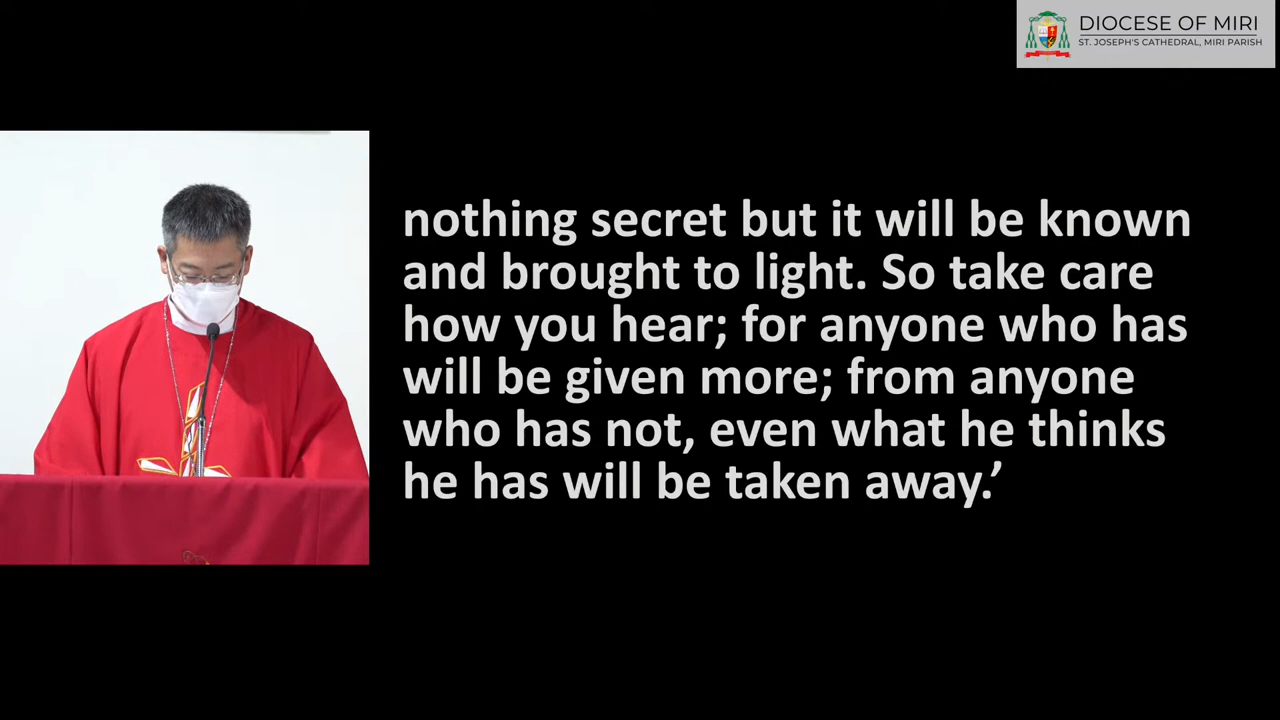 DIOCESE OF MIRI
ST. JOSEPH'S CATHEDRAL, MIRI PARISH
nothing secret but it will be known
and brought to light. So take care
how you hear; for anyone who has
will be given more; from anyone
who has not, even what he thinks
he has will be taken away.’